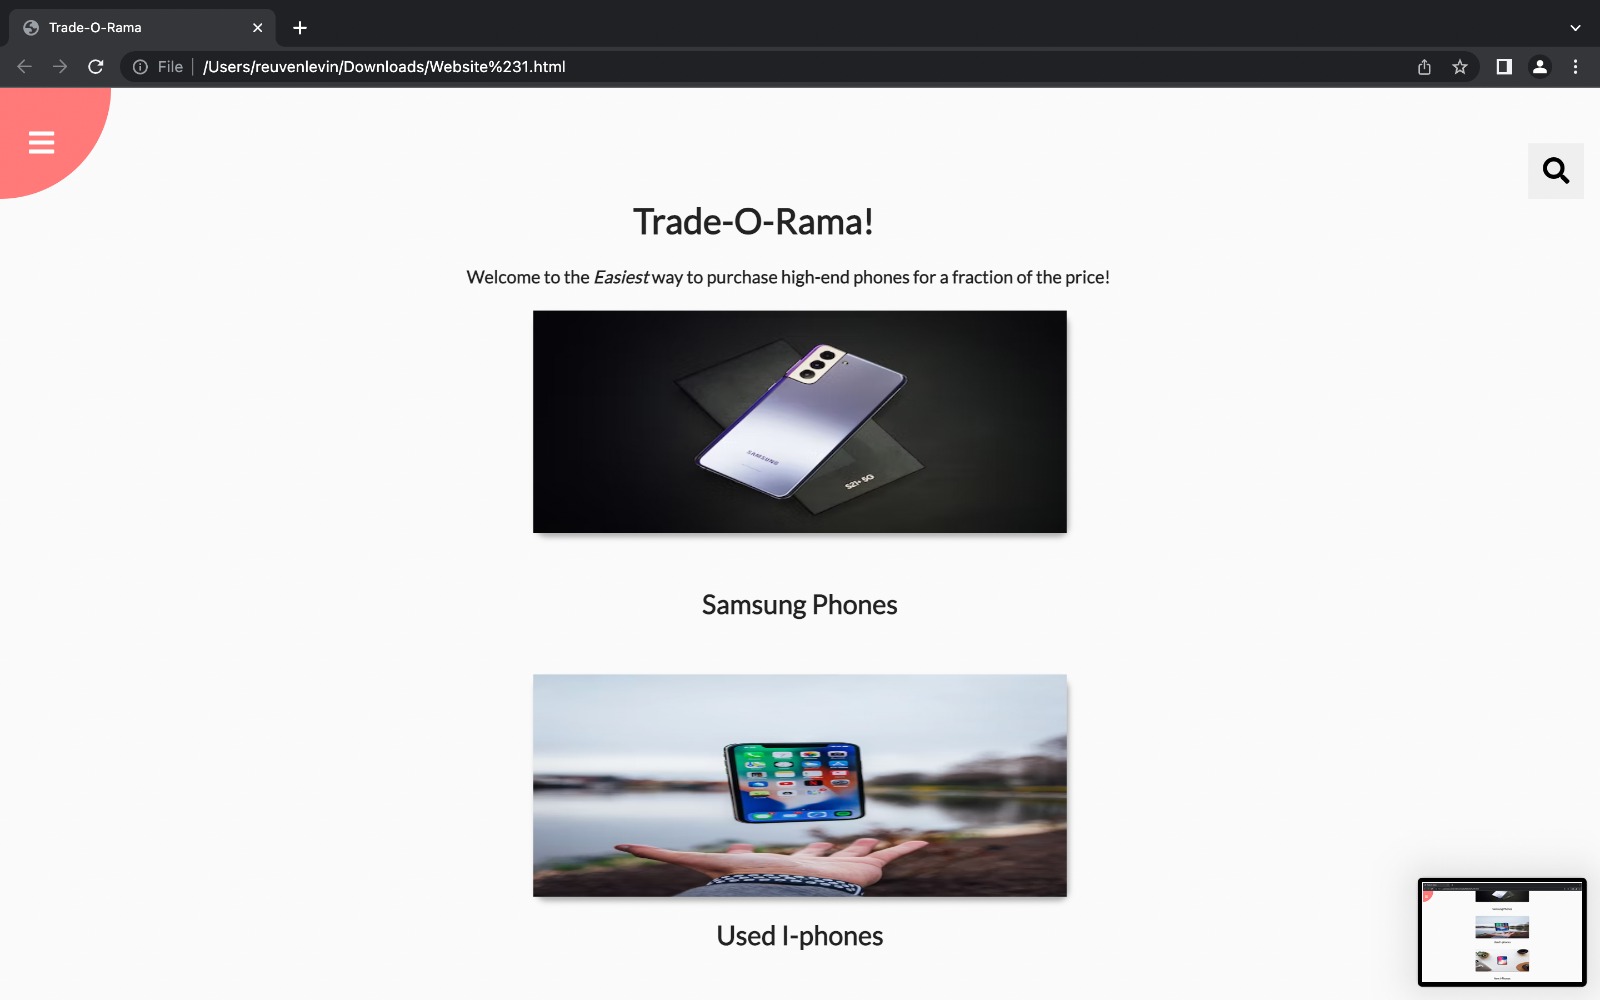 Trade-O-Rama
File
/Users/reuvenlevin/Downloads/Website%231.html
Trade-O-Rama!
Welcome to the Easiest way to purchase high-end phones for a fraction of the price!
SAMSUNG
S21+ 5G
Samsung Phones
Used I-phones